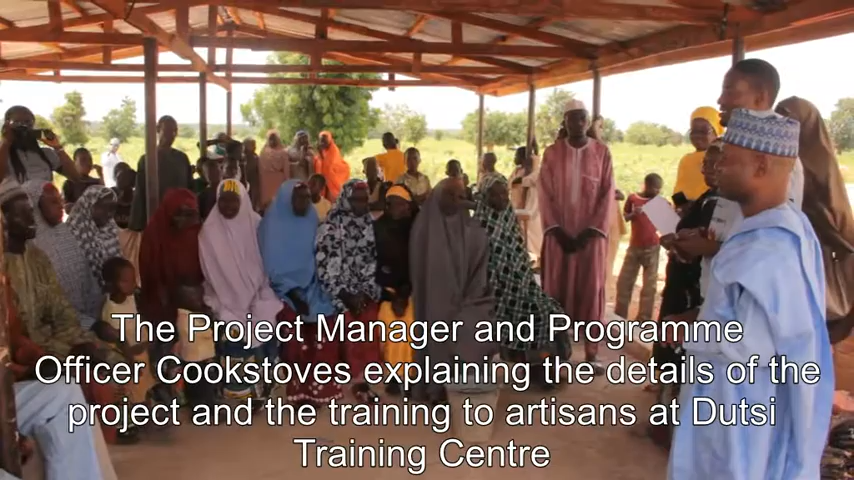 The Project Manager and Programme
Officer Cookstoves explaining the details of the
project and the training to artisans at Dutsi
Training Centre